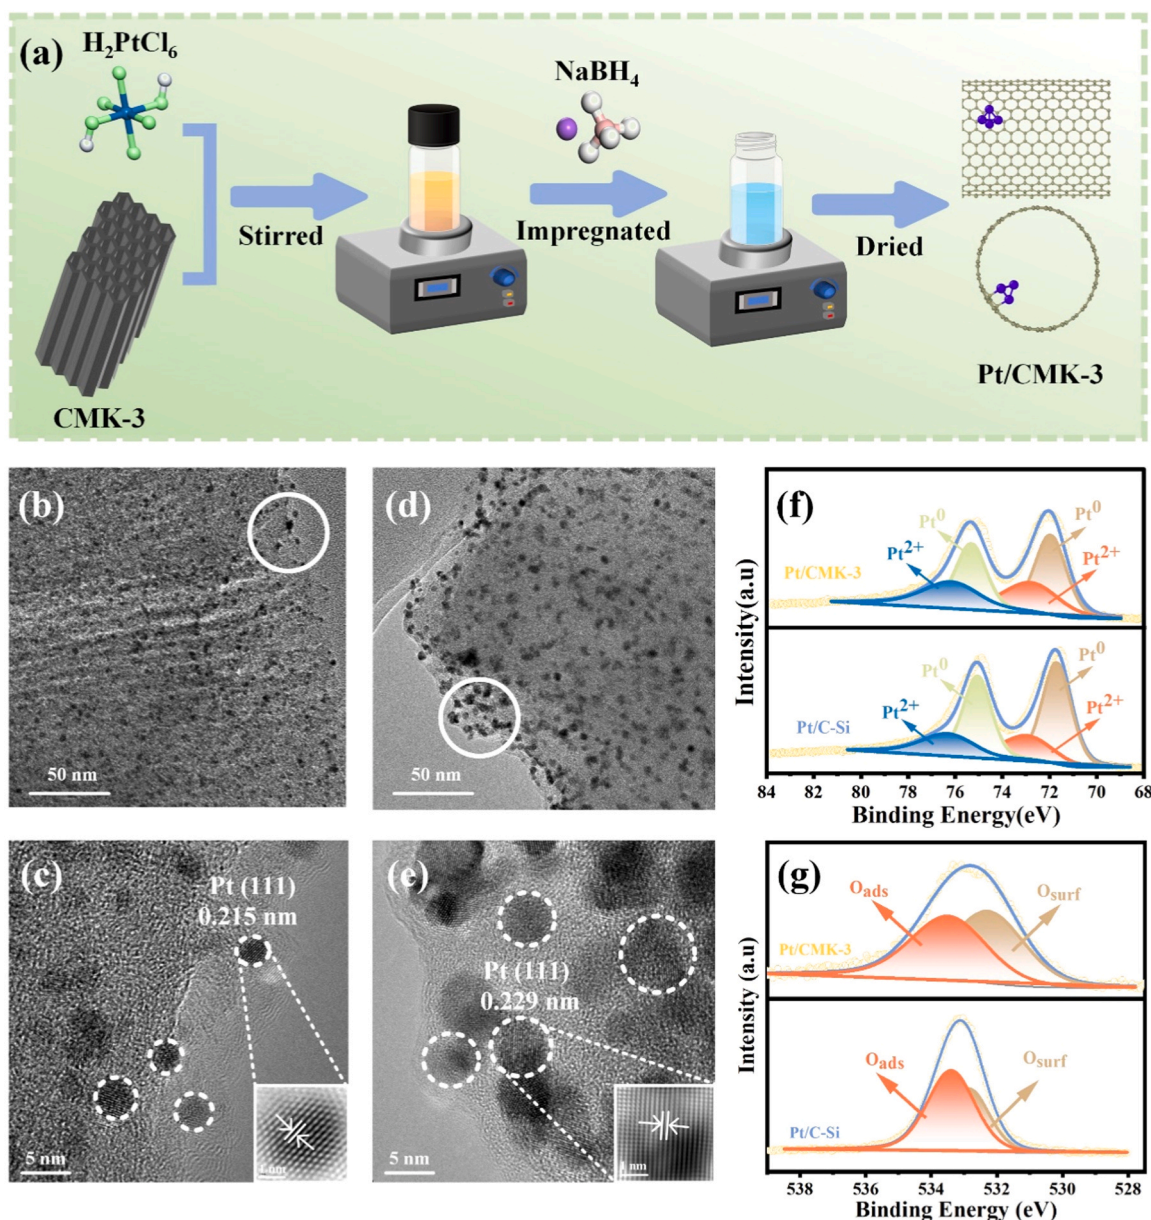 (a)
H₂PtCl₆
NaBH₄
Stirred
Impregnated
Dried
CMK-3
Pt/CMK-3
(b)
50 nm
(d)
50 nm
(f)
Pt⁰
Pt⁰
Pt²⁺
Pt²⁺
Pt/CMK-3
Pt⁰
Pt⁰
Pt²⁺
Pt²⁺
Pt/C-Si
Intensity(a.u)
84 82 80 78 76 74 72 70 68
Binding Energy(eV)
(c)
Pt (111)
0.215 nm
5 nm
1 nm
(e)
Pt (111)
0.229 nm
5 nm
1 nm
(g)
Oads
Osurf
Pt/CMK-3
Oads
Osurf
Pt/C-Si
Intensity (a.u)
538 536 534 532 530 528
Binding Energy (eV)